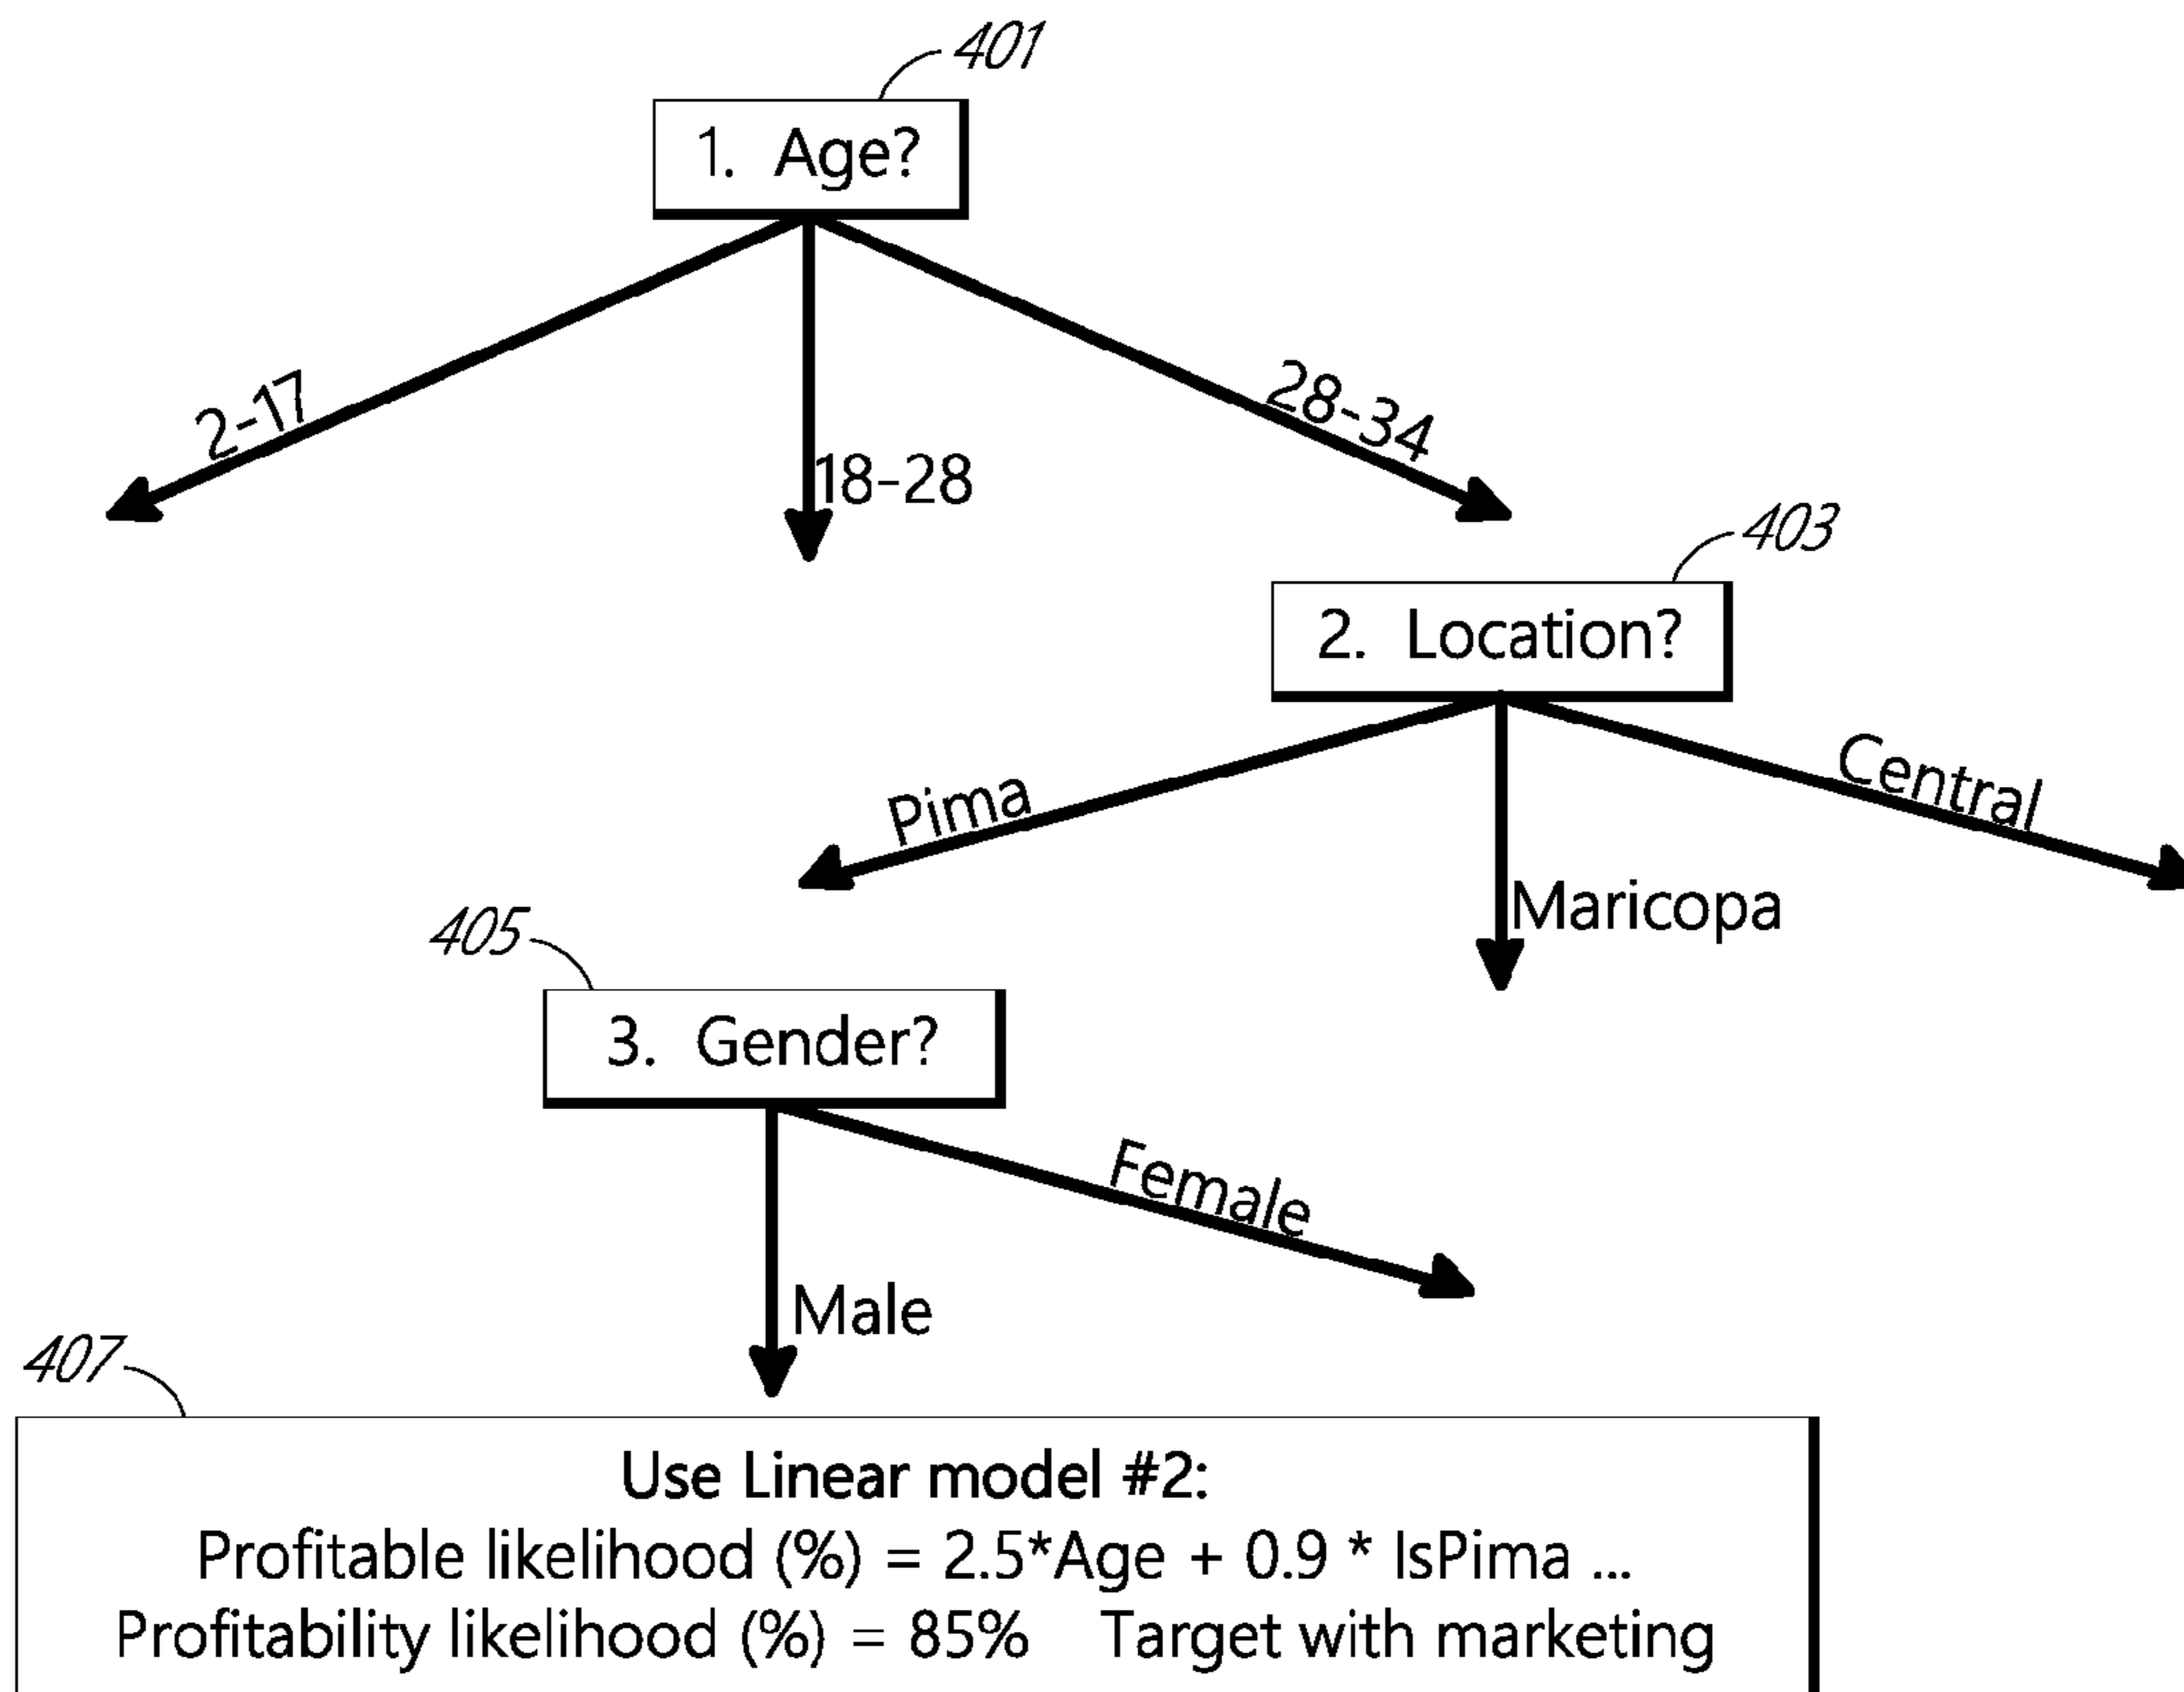 401
1. Age?
2-17
18-28
28-34
403
2. Location?
Pima
Maricopa
Central
405
3. Gender?
Female
Male
407
Use Linear model #2:
Profitable likelihood (%) = 2.5*Age + 0.9 * IsPima ...
Profitability likelihood (%) = 85% Target with marketing